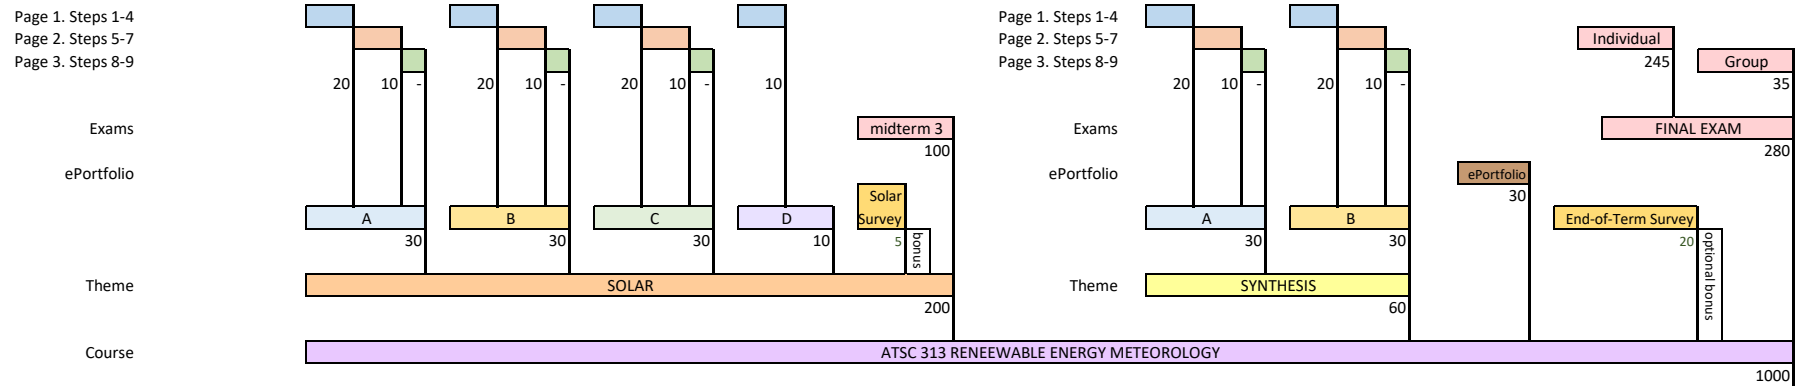 Page 1. Steps 1-4 Page 1. Steps 1-4
Page 2. Steps 5-7 Page 2. Steps 5-7 Individual
Page 3. Steps 8-9 Page 3. Steps 8-9 245 Group
20 10 - 20 10 - 20 10 - 10 20 10 - 20 10 - 35
Exams midterm 3 Exams FINAL EXAM
100 280
ePortfolio ePortfolio ePortfolio
Solar 30
A B C D Survey A B End-of-Term Survey
30 30 30 10 5 bonus 30 30 20 optional bonus
Theme SOLAR Theme SYNTHESIS
200 60
Course ATSC 313 RENEEWABLE ENERGY METEOROLOGY
1000